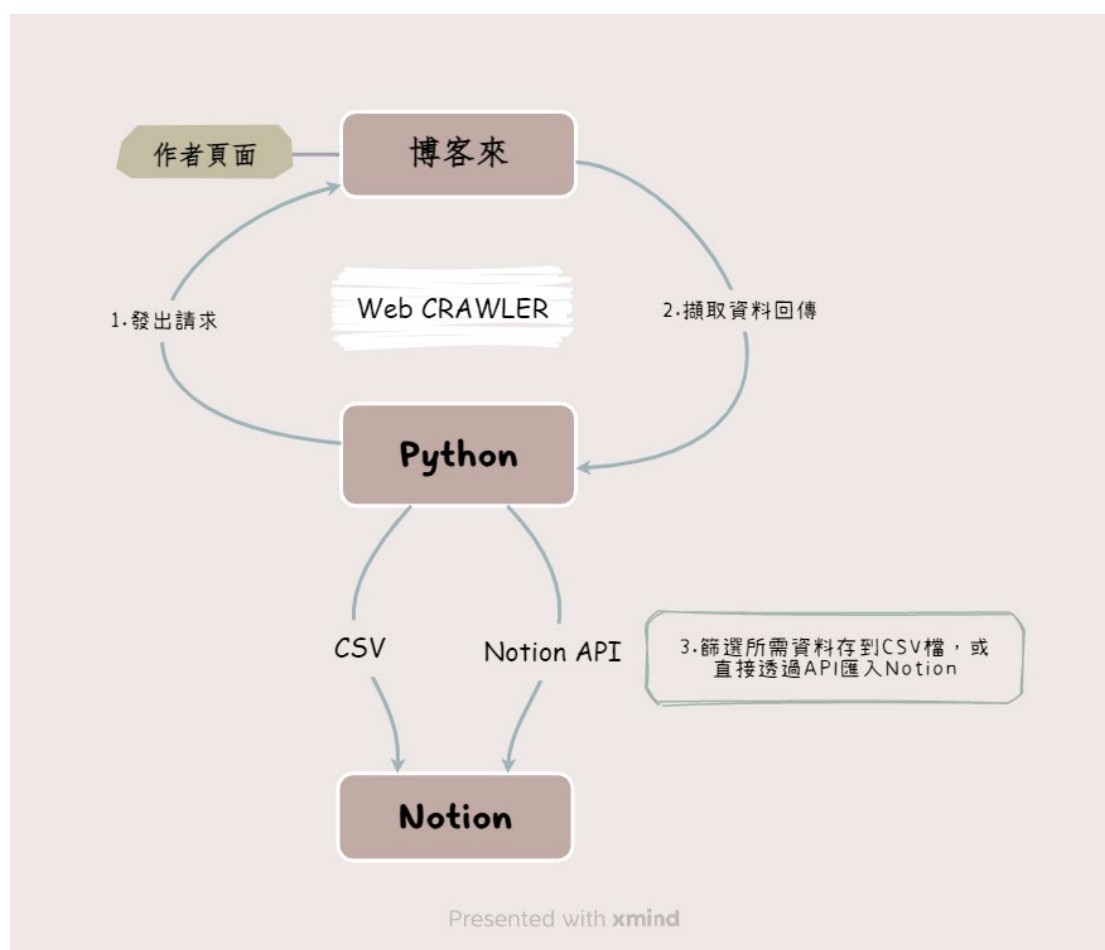 作者頁面
博客來
1.發出請求
Web CRAWLER
2.擷取資料回傳
Python
CSV
Notion API
3.篩選所需資料存到CSV檔，或
直接透過API匯入Notion
Notion
Presented with xmind